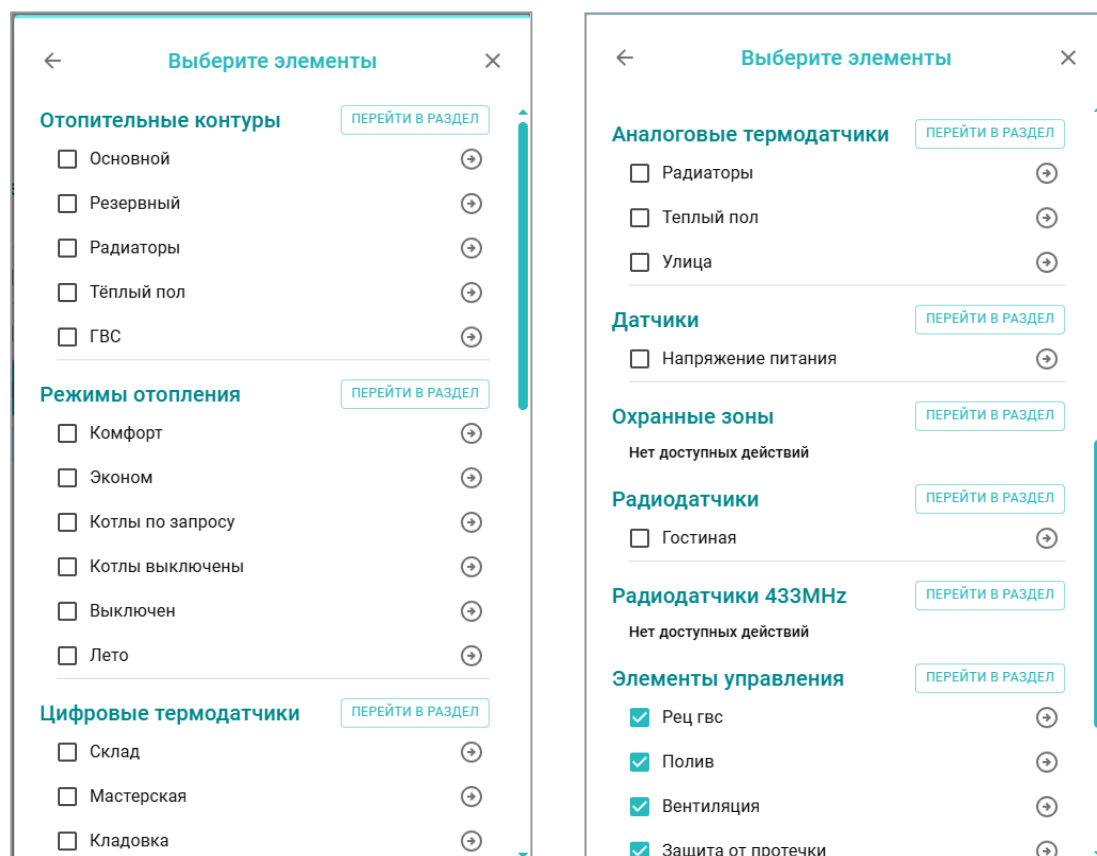 Выберите элементы
Отопительные контуры ПЕРЕЙТИ В РАЗДЕЛ
Основной
Резервный
Радиаторы
Тёплый пол
ГВС
Режимы отопления ПЕРЕЙТИ В РАЗДЕЛ
Комфорт
Эконом
Котлы по запросу
Котлы выключены
Выключен
Лето
Цифровые термодатчики ПЕРЕЙТИ В РАЗДЕЛ
Склад
Мастерская
Кладовка
Выберите элементы
Аналоговые термодатчики ПЕРЕЙТИ В РАЗДЕЛ
Радиаторы
Теплый пол
Улица
Датчики ПЕРЕЙТИ В РАЗДЕЛ
Напряжение питания
Охранные зоны ПЕРЕЙТИ В РАЗДЕЛ
Нет доступных действий
Радиодатчики ПЕРЕЙТИ В РАЗДЕЛ
Гостиная
Радиодатчики 433MHz ПЕРЕЙТИ В РАЗДЕЛ
Нет доступных действий
Элементы управления ПЕРЕЙТИ В РАЗДЕЛ
Рец гвс
Полив
Вентиляция
Защита от протечки